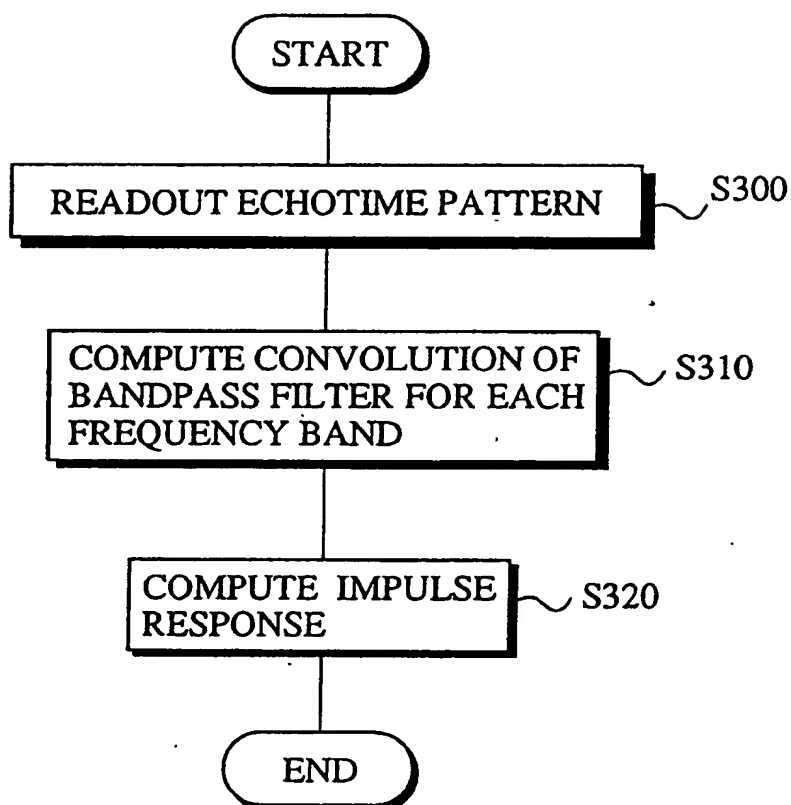 START
READOUT ECHOTIME PATTERN
S300
COMPUTE CONVOLUTION OF
BANDPASS FILTER FOR EACH
FREQUENCY BAND
S310
COMPUTE IMPULSE
RESPONSE
S320
END